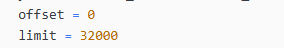 offset = 0
limit = 32000